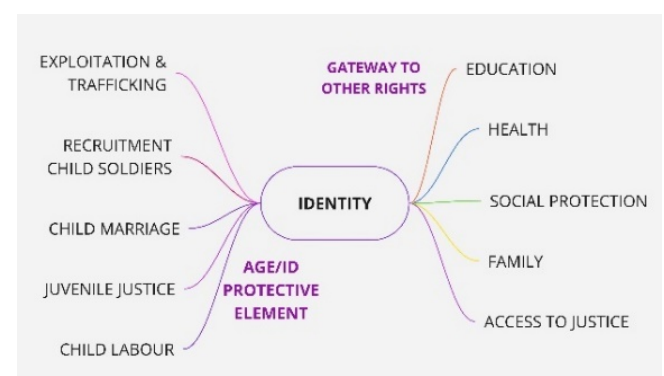 EXPLOITATION &
TRAFFICKING
RECRUITMENT
CHILD SOLDIERS
CHILD MARRIAGE
JUVENILE JUSTICE
CHILD LABOUR
AGE/ID
PROTECTIVE
ELEMENT
IDENTITY
GATEWAY TO
OTHER RIGHTS
EDUCATION
HEALTH
SOCIAL PROTECTION
FAMILY
ACCESS TO JUSTICE